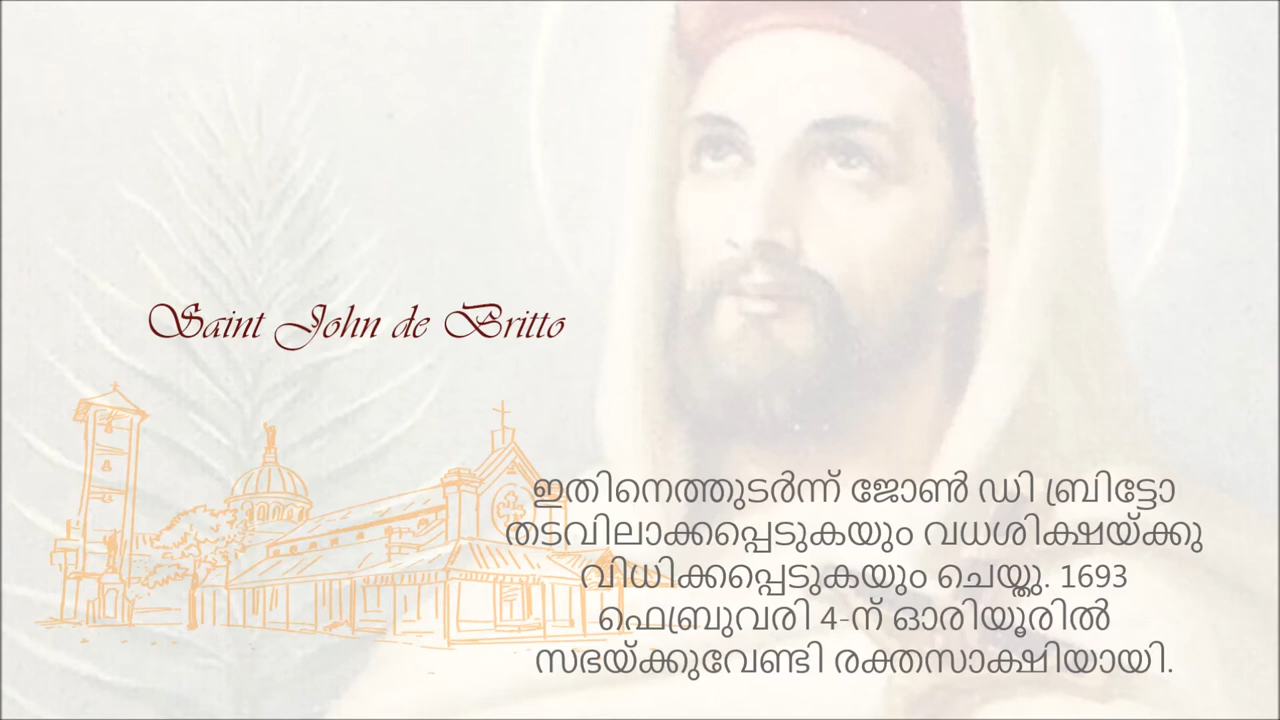 Saint John de Britto
ഇതിനെത്തുടർന്ന് ജോൺ ഡി ബ്രിട്ടോ
തടവിലാക്കപ്പെടുകയും വധശിക്ഷയ്ക്കു
വിധിക്കപ്പെടുകയും ചെയ്തു. 1693
ഫെബ്രുവരി 4-ന് ഓരിയൂരിൽ
സഭയ്ക്കുവേണ്ടി രക്തസാക്ഷിയായി.